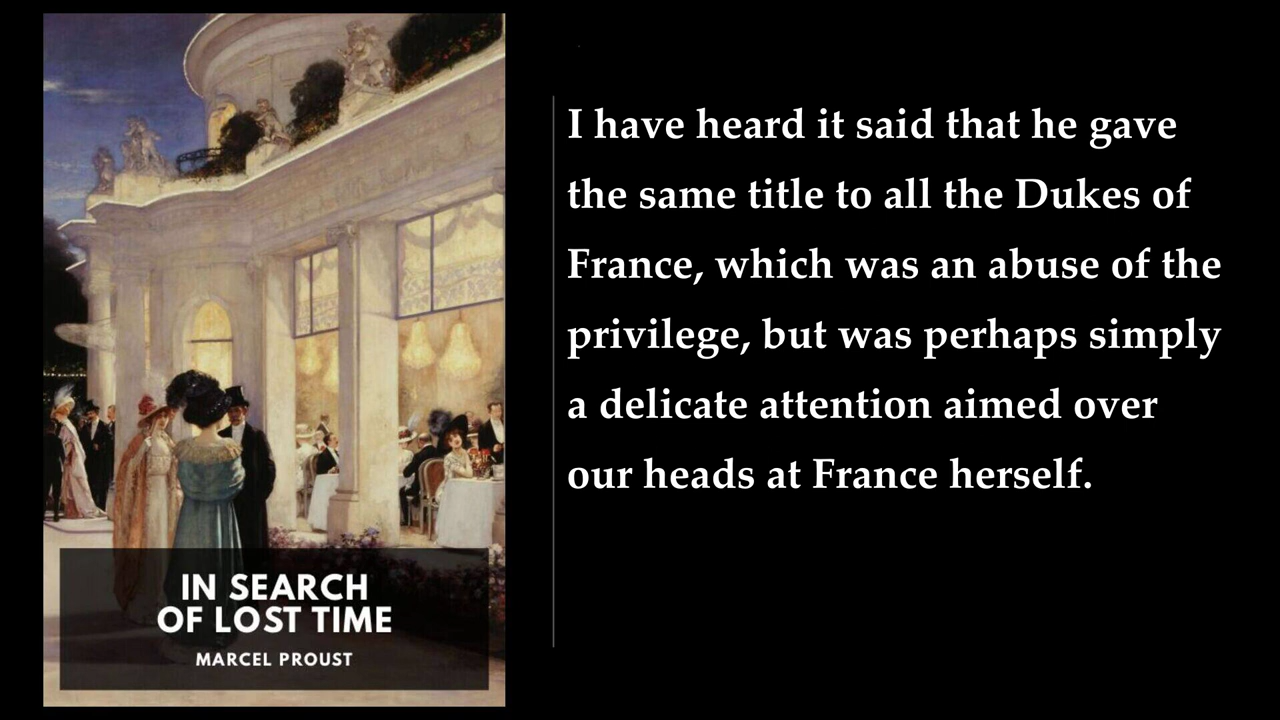 IN SEARCH
OF LOST TIME
MARCEL PROUST
I have heard it said that he gave
the same title to all the Dukes of
France, which was an abuse of the
privilege, but was perhaps simply
a delicate attention aimed over
our heads at France herself.